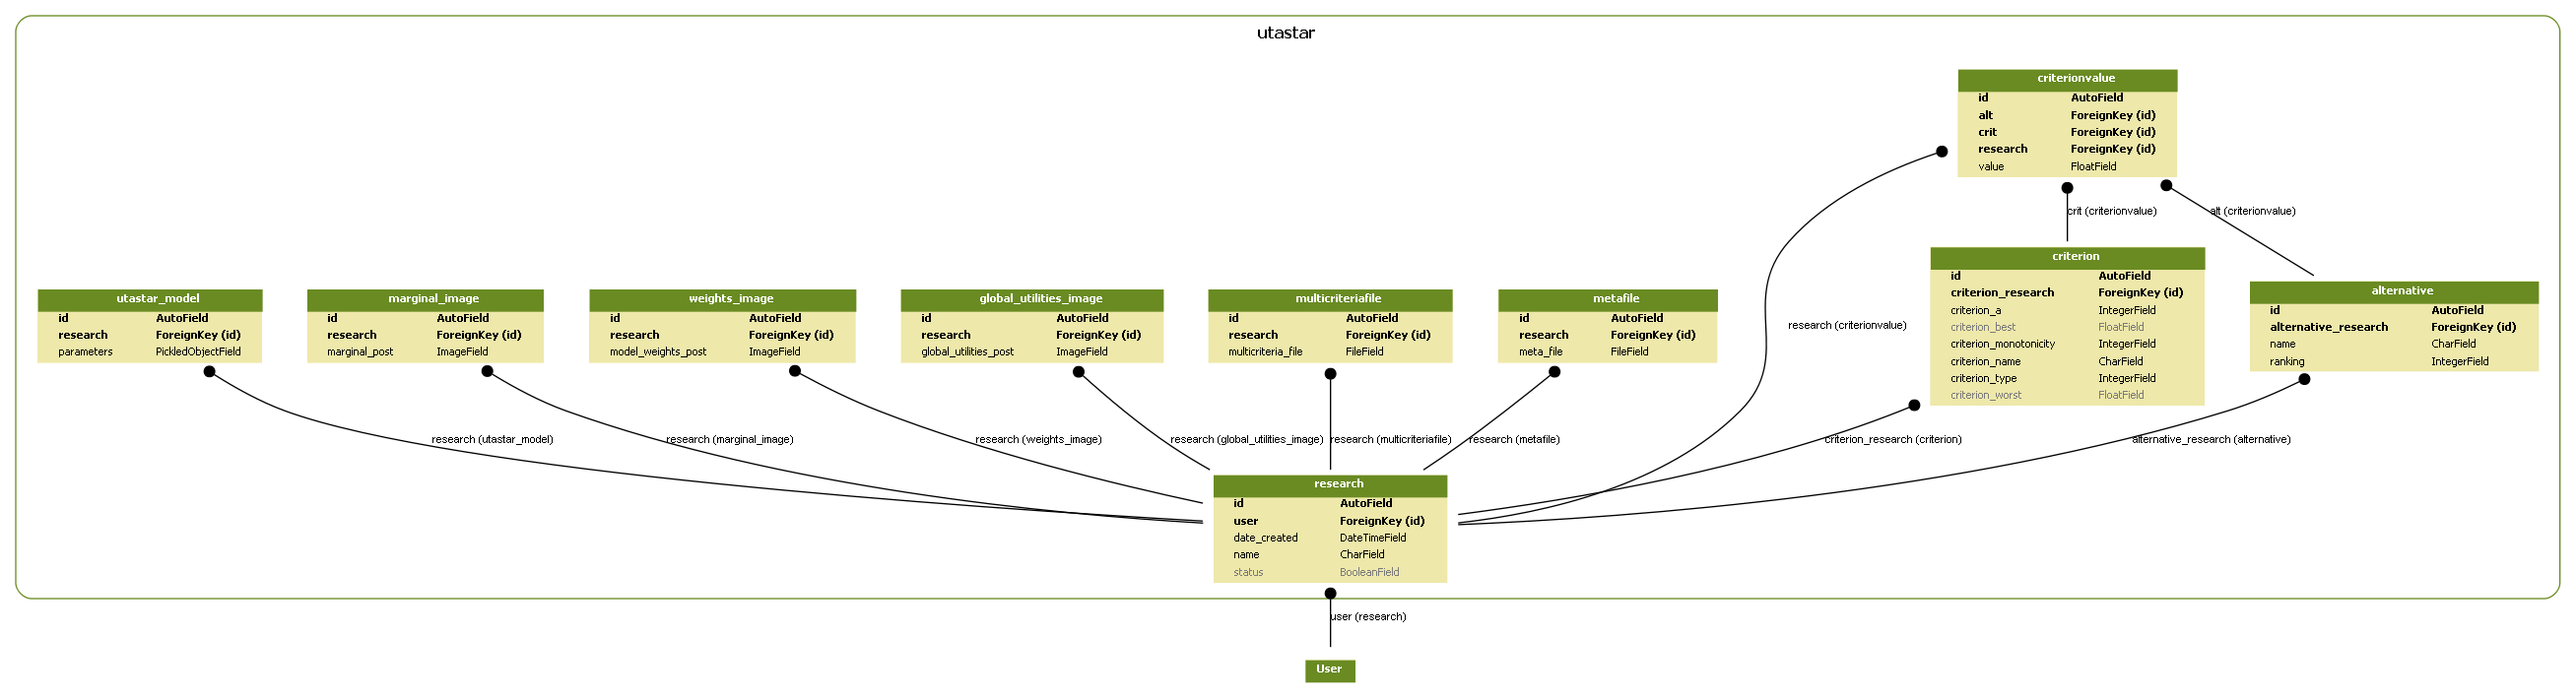 utastar
criterionvalue
id AutoField
alt ForeignKey (id)
crit ForeignKey (id)
research ForeignKey (id)
value FloatField
crit (criterionvalue)
alt (criterionvalue)
research (criterionvalue)
criterion
id AutoField
criterion_research ForeignKey (id)
criterion_a IntegerField
criterion_best FloatField
criterion_monotonicity IntegerField
criterion_name CharField
criterion_type IntegerField
criterion_worst FloatField
alternative
id AutoField
alternative_research ForeignKey (id)
name CharField
ranking IntegerField
utastar_model
id AutoField
research ForeignKey (id)
parameters PickledObjectField
marginal_image
id AutoField
research ForeignKey (id)
marginal_post ImageField
weights_image
id AutoField
research ForeignKey (id)
model_weights_post ImageField
global_utilities_image
id AutoField
research ForeignKey (id)
global_utilities_post ImageField
multicriteriafile
id AutoField
research ForeignKey (id)
multicriteria_file FileField
metafile
id AutoField
research ForeignKey (id)
meta_file FileField
research (utastar_model)
research (marginal_image)
research (weights_image)
research (global_utilities_image)
research (multicriteriafile)
research (metafile)
criterion_research (criterion)
alternative_research (alternative)
research
id AutoField
user ForeignKey (id)
date_created DateTimeField
name CharField
status BooleanField
user (research)
User